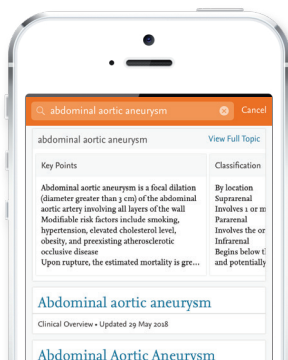 abdominal aortic aneurysm
Cancel
abdominal aortic aneurysm
View Full Topic
Key Points
Abdominal aortic aneurysm is a focal dilation
(diameter greater than 3 cm) of the abdominal
aortic artery involving all layers of the wall
Modifiable risk factors include smoking,
hypertension, elevated cholesterol level,
obesity, and preexisting atherosclerotic
occlusive disease
Upon rupture, the estimated mortality is gre...
Classification
By location
Suprarenal
Involves 1 or m
Pararenal
Involves the or
Infrarenal
Begins below t
and potentially
Abdominal aortic aneurysm
Clinical Overview • Updated 29 May 2018
Abdominal Aortic Aneurysm